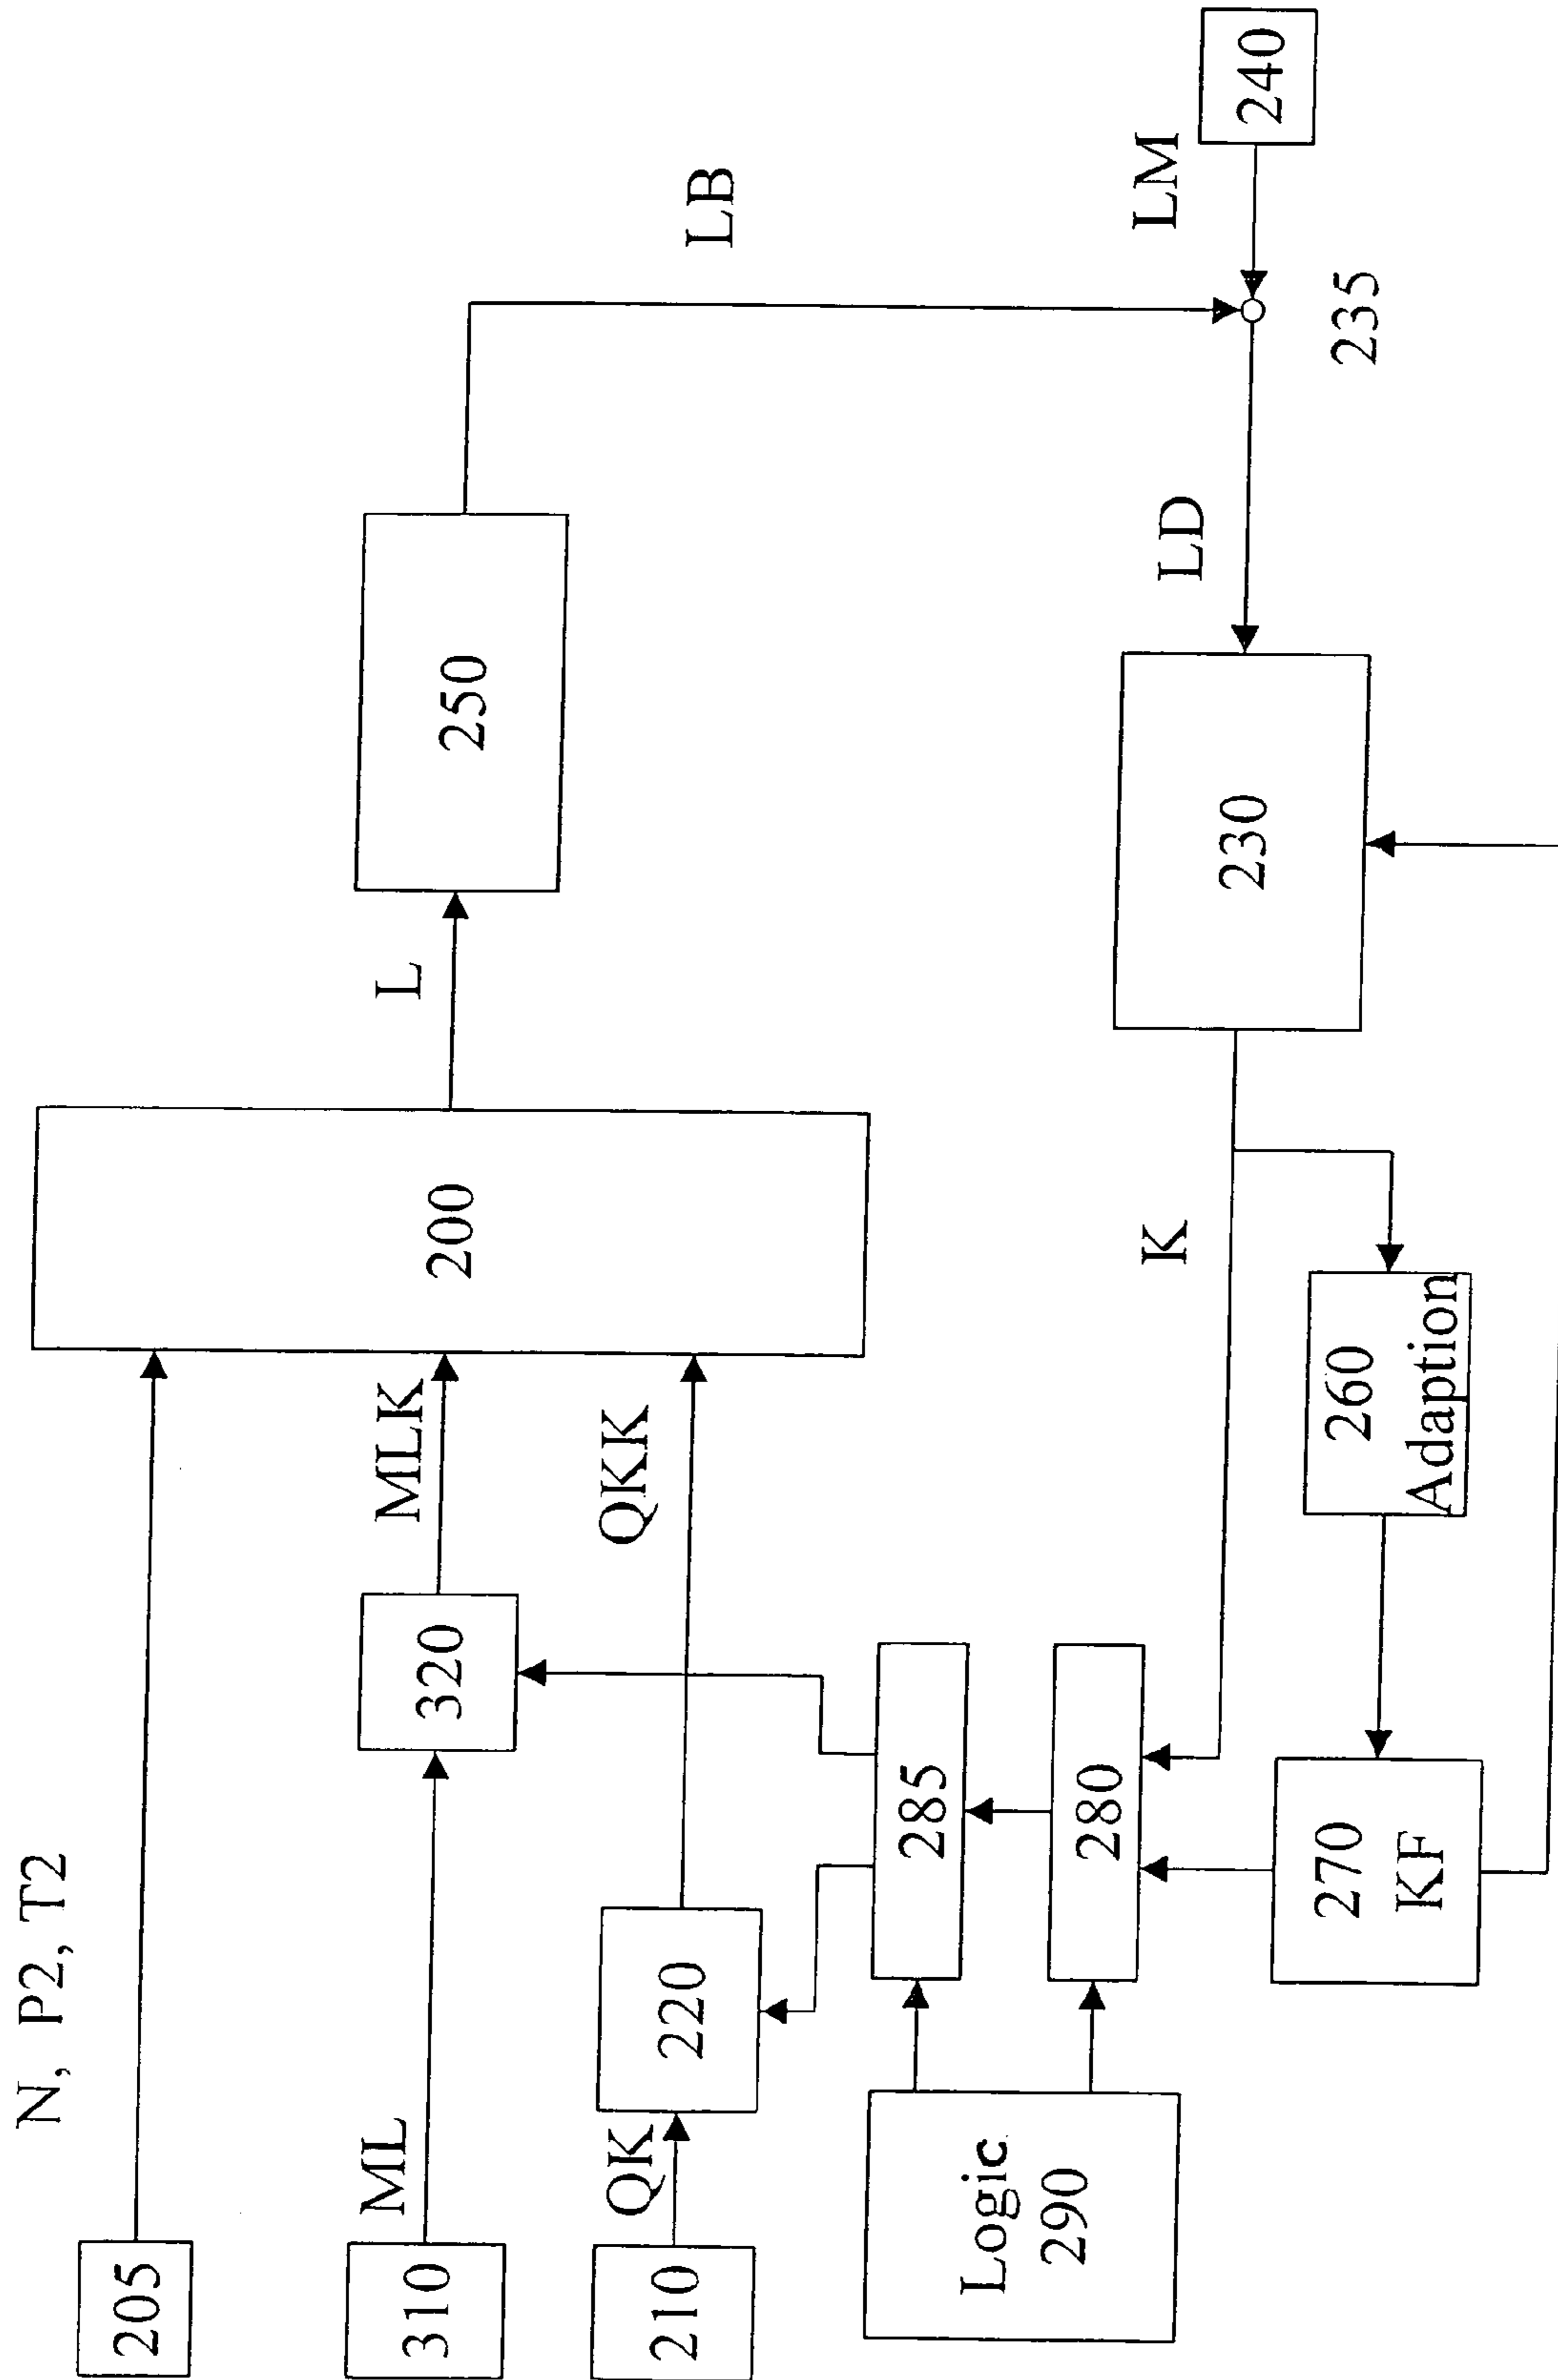 N, P2, T2
205
ML
310
320
MLK
200
L
250
LB
QK
210
220
QKK
Logic
290
285
280
K
230
LD
LM
240
235
270
KF
260
Adaption